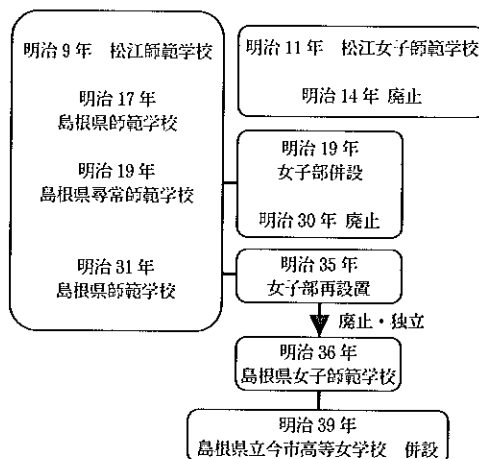 明治 9 年 松江師範学校
明治 17 年
島根県師範学校
明治 19 年
島根県尋常師範学校
明治 31 年
島根県師範学校
明治 11 年 松江女子師範学校
明治 14 年 廃止
明治 19 年
女子部併設
明治 30 年 廃止
明治 35 年
女子部再設置
廃止・独立
明治 36 年
島根県女子師範学校
明治 39 年
島根県立今市高等女学校 併設